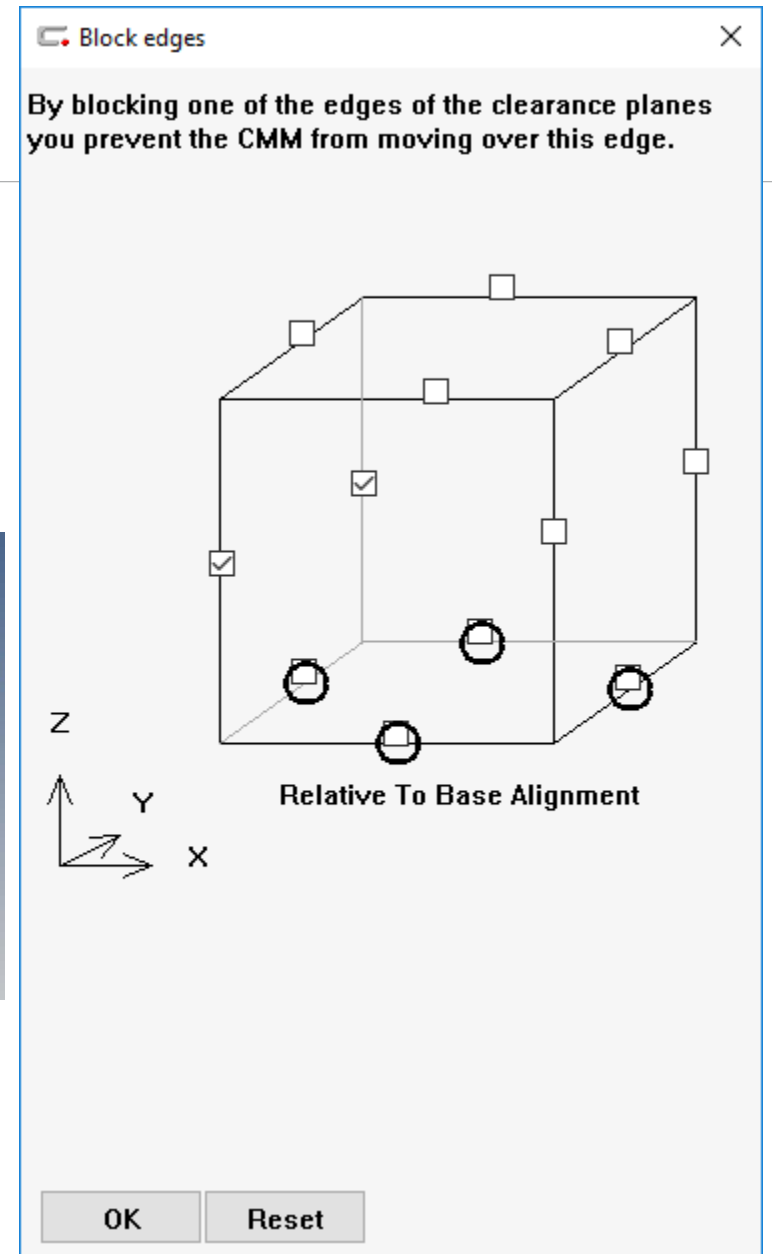 Block edges
By blocking one of the edges of the clearance planes
you prevent the CMM from moving over this edge.
Z
Y
X
Relative To Base Alignment
OK
Reset